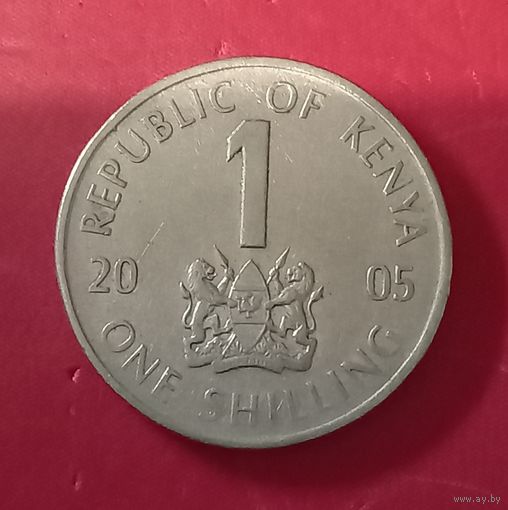 REPUBLIC OF KENYA
1
20 05
ONE SHILLING
www.ay.by